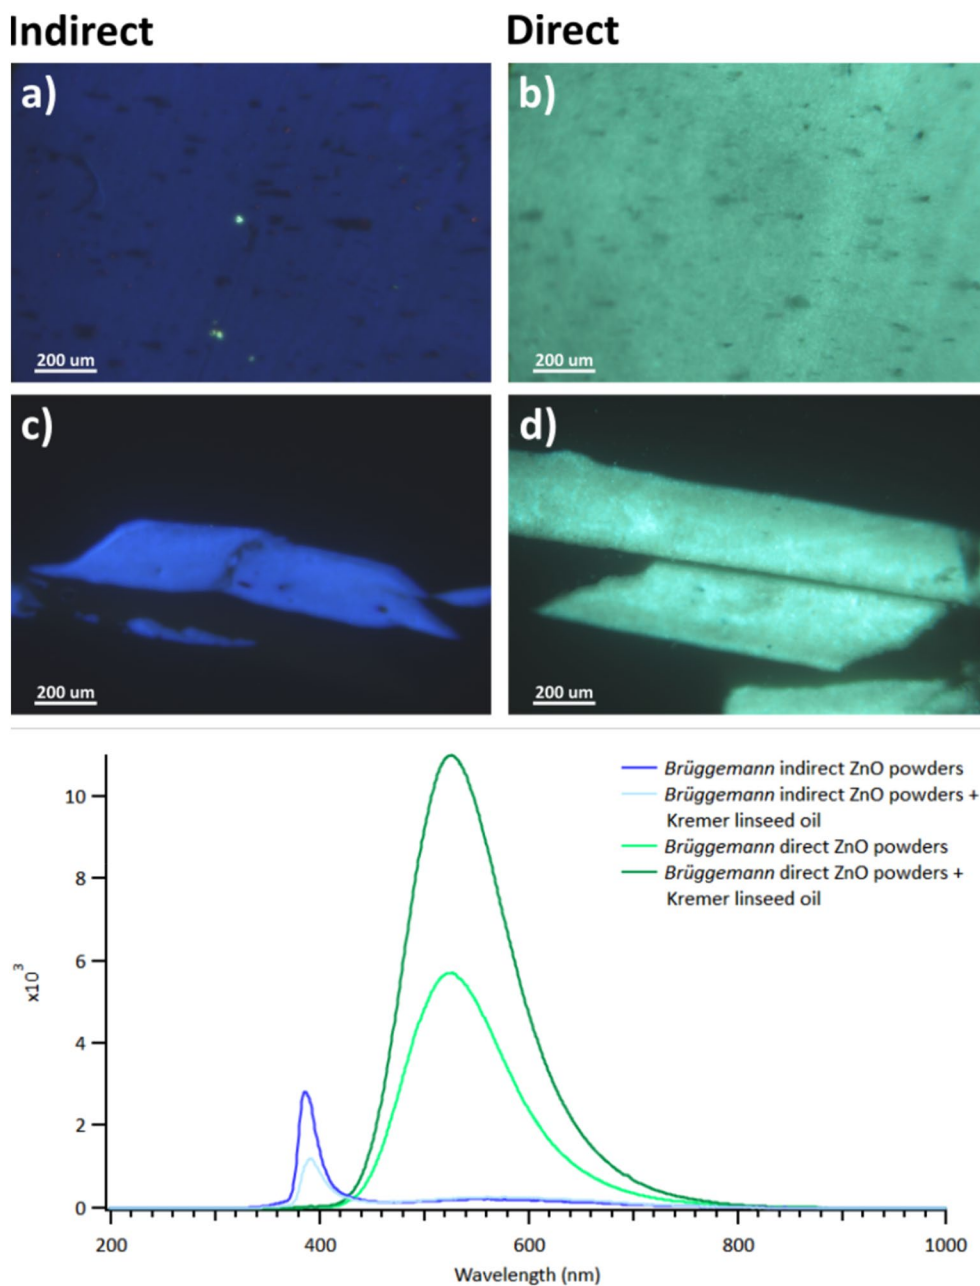 Indirect
Direct
a)
b)
200 um
200 um
c)
d)
200 um
200 um
Brüggemann indirect ZnO powders
Brüggemann indirect ZnO powders +
Kremer linseed oil
Brüggemann direct ZnO powders
Brüggemann direct ZnO powders +
Kremer linseed oil
10
8
6
4
2
0
x10³
200
400
600
800
1000
Wavelength (nm)